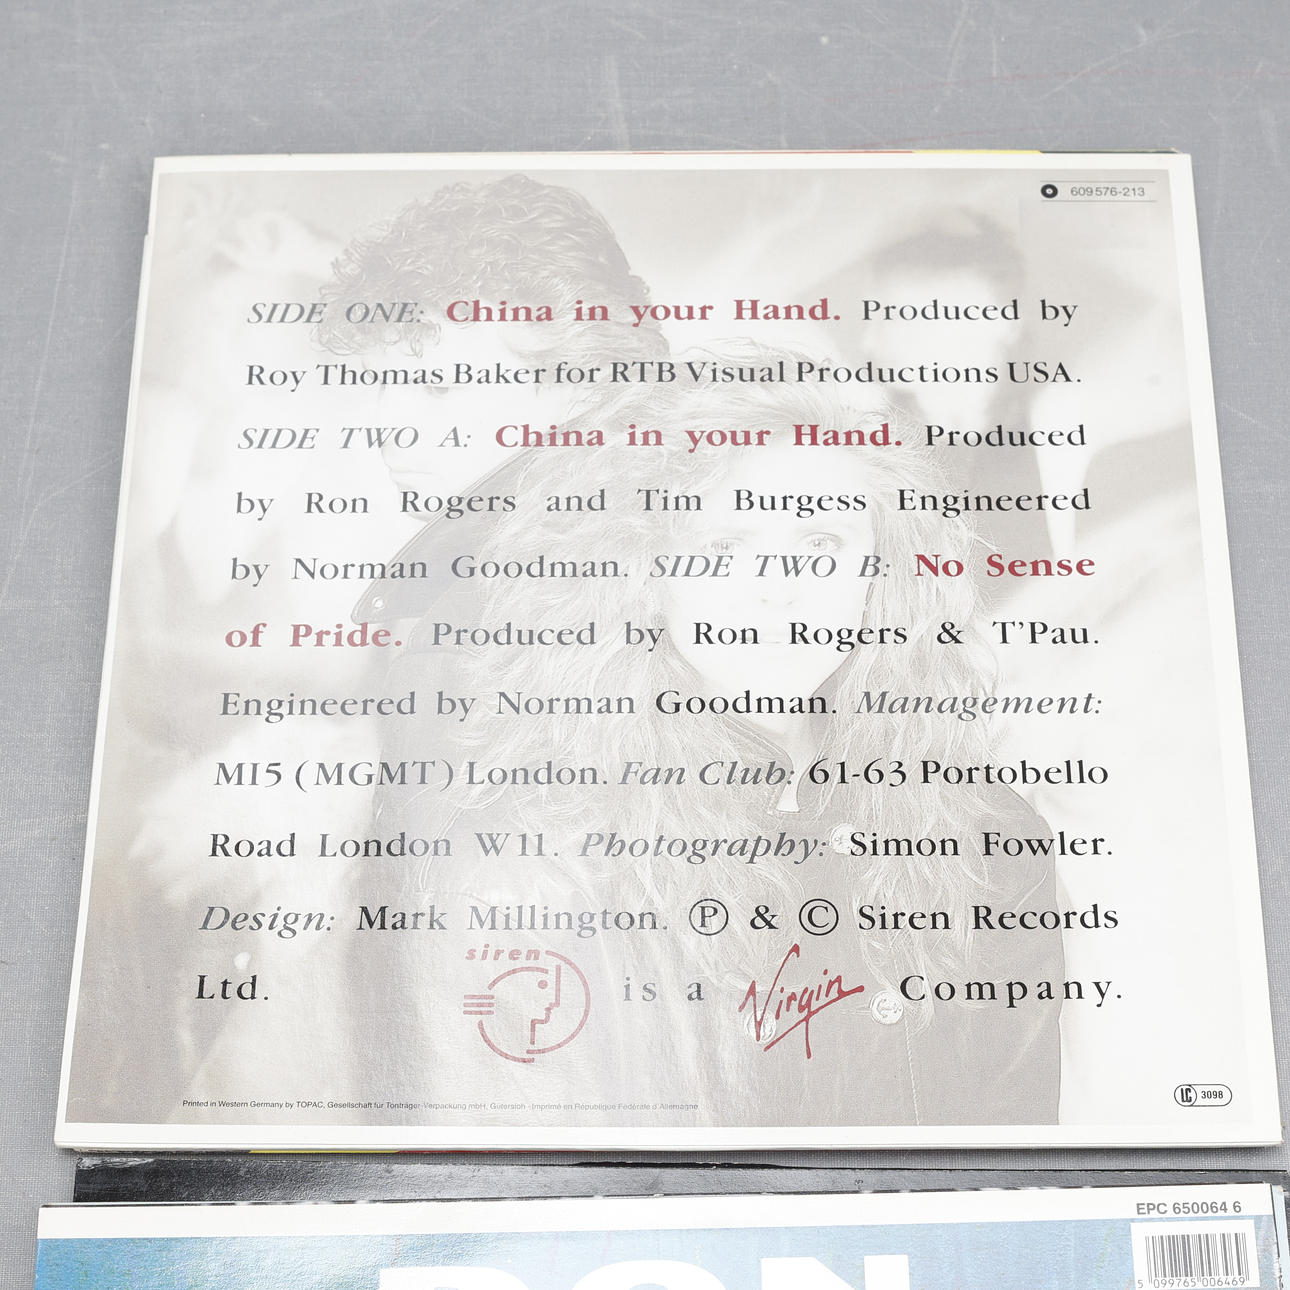 609 576-213
SIDE ONE: China in your Hand. Produced by
Roy Thomas Baker for RTB Visual Productions USA.
SIDE TWO A: China in your Hand. Produced
by Ron Rogers and Tim Burgess Engineered
by Norman Goodman. SIDE TWO B: No Sense
of Pride. Produced by Ron Rogers & T'Pau.
Engineered by Norman Goodman. Management:
MI5 (MGMT) London. Fan Club: 61-63 Portobello
Road London W11. Photography: Simon Fowler.
Design: Mark Millington. Ⓟ & © Siren Records
Ltd. siren is a Virgin Company.
LC 3098
Printed in Western Germany by TOPAC, Gesellschaft für Tonträger-Verpackung mbH, Gütersloh - Imprimé en République Fédérale d'Allemagne
EPC 650064 6
5 099765 006469